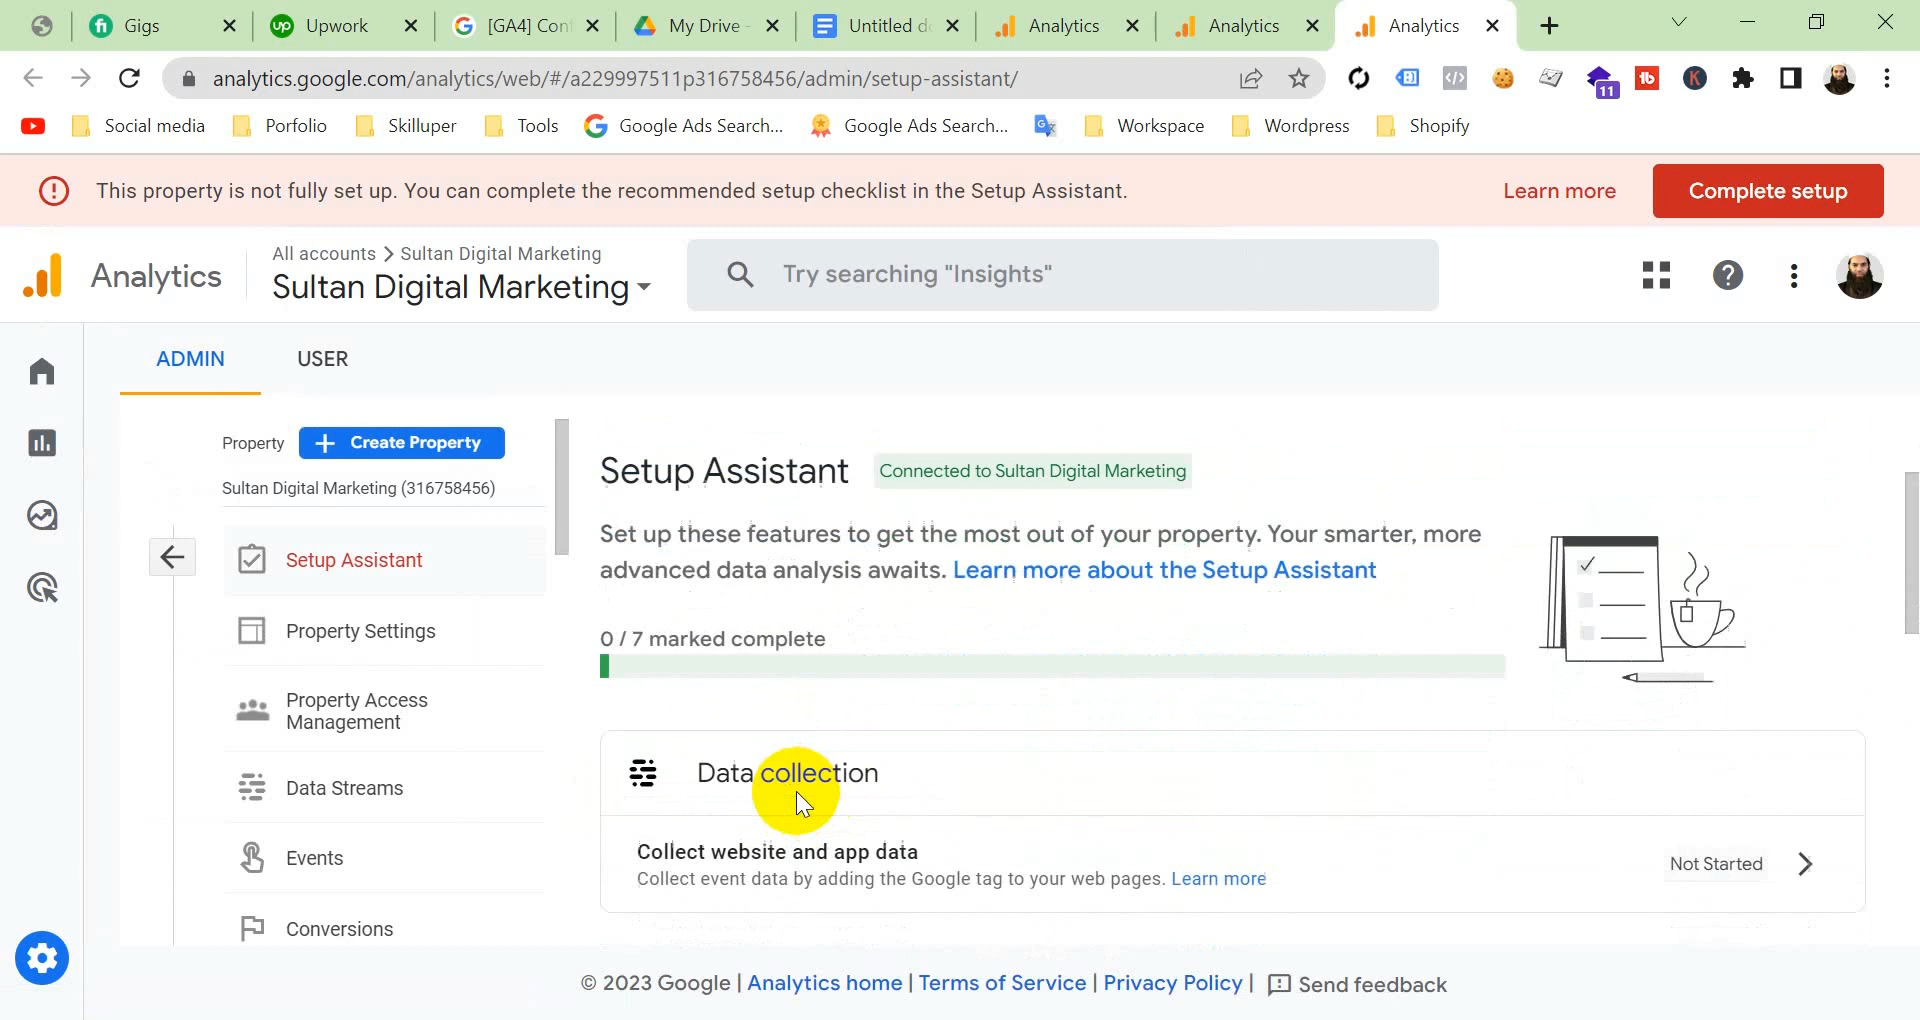 Gigs
Upwork
[GA4] Con
My Drive -
Untitled d
Analytics
Analytics
Analytics
analytics.google.com/analytics/web/#/a229997511p316758456/admin/setup-assistant/
11
Social media
Porfolio
Skilluper
Tools
Google Ads Search...
Google Ads Search...
Workspace
Wordpress
Shopify
This property is not fully set up. You can complete the recommended setup checklist in the Setup Assistant.
Learn more
Complete setup
Analytics
All accounts > Sultan Digital Marketing
Sultan Digital Marketing
Try searching "Insights"
ADMIN
USER
Property
+ Create Property
Sultan Digital Marketing (316758456)
Setup Assistant
Property Settings
Property Access
Management
Data Streams
Events
Conversions
Setup Assistant
Connected to Sultan Digital Marketing
Set up these features to get the most out of your property. Your smarter, more
advanced data analysis awaits. Learn more about the Setup Assistant
0 / 7 marked complete
Data collection
Collect website and app data
Collect event data by adding the Google tag to your web pages. Learn more
Not Started
© 2023 Google | Analytics home | Terms of Service | Privacy Policy | Send feedback